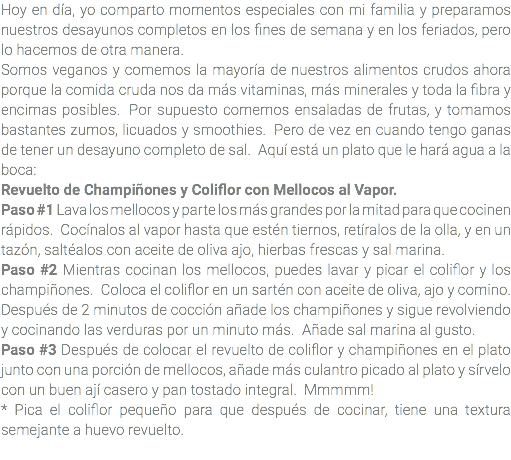 Hoy en día, yo comparto momentos especiales con mi familia y preparamos
nuestros desayunos completos en los fines de semana y en los feriados, pero
lo hacemos de otra manera.
Somos veganos y comemos la mayoría de nuestros alimentos crudos ahora
porque la comida cruda nos da más vitaminas, más minerales y toda la fibra y
encimas posibles.  Por supuesto comemos ensaladas de frutas, y tomamos
bastantes zumos, licuados y smoothies.  Pero de vez en cuando tengo ganas
de tener un desayuno completo de sal.  Aquí está un plato que le hará agua a la
boca:
Revuelto de Champiñones y Coliflor con Mellocos al Vapor.
Paso #1 Lava los mellocos y parte los más grandes por la mitad para que cocinen
rápidos.  Cocínalos al vapor hasta que estén tiernos, retíralos de la olla, y en un
tazón, saltéalos con aceite de oliva ajo, hierbas frescas y sal marina.
Paso #2 Mientras cocinan los mellocos, puedes lavar y picar el coliflor y los
champiñones.  Coloca el coliflor en un sartén con aceite de oliva, ajo y comino.
Después de 2 minutos de cocción añade los champiñones y sigue revolviendo
y cocinando las verduras por un minuto más.  Añade sal marina al gusto.
Paso #3 Después de colocar el revuelto de coliflor y champiñones en el plato
junto con una porción de mellocos, añade más culantro picado al plato y sírvelo
con un buen ají casero y pan tostado integral.  Mmmmm!
* Pica el coliflor pequeño para que después de cocinar, tiene una textura
semejante a huevo revuelto.